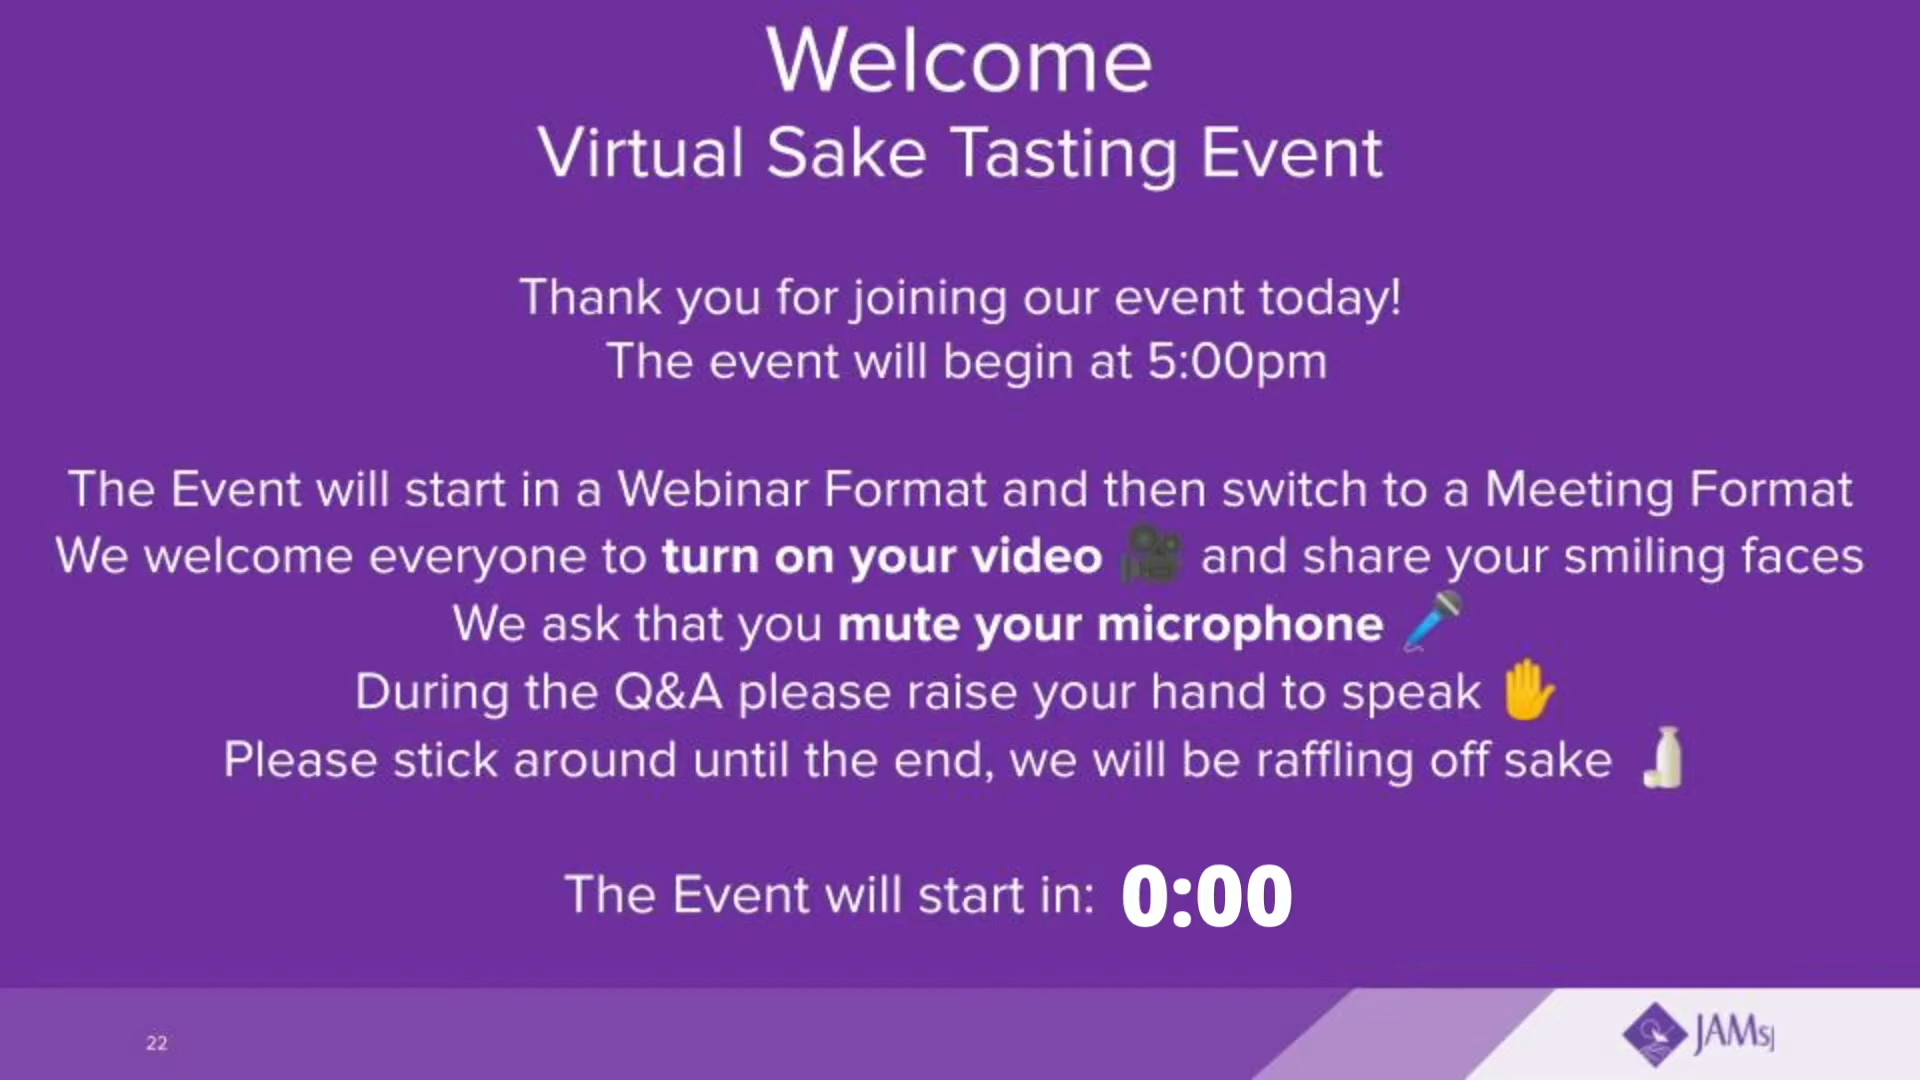 Welcome
Virtual Sake Tasting Event
Thank you for joining our event today!
The event will begin at 5:00pm
The Event will start in a Webinar Format and then switch to a Meeting Format
We welcome everyone to turn on your video 🎥 and share your smiling faces
We ask that you mute your microphone 🎤
During the Q&A please raise your hand to speak ✋
Please stick around until the end, we will be raffling off sake 🍶
The Event will start in: 0:00
22
JAMsj